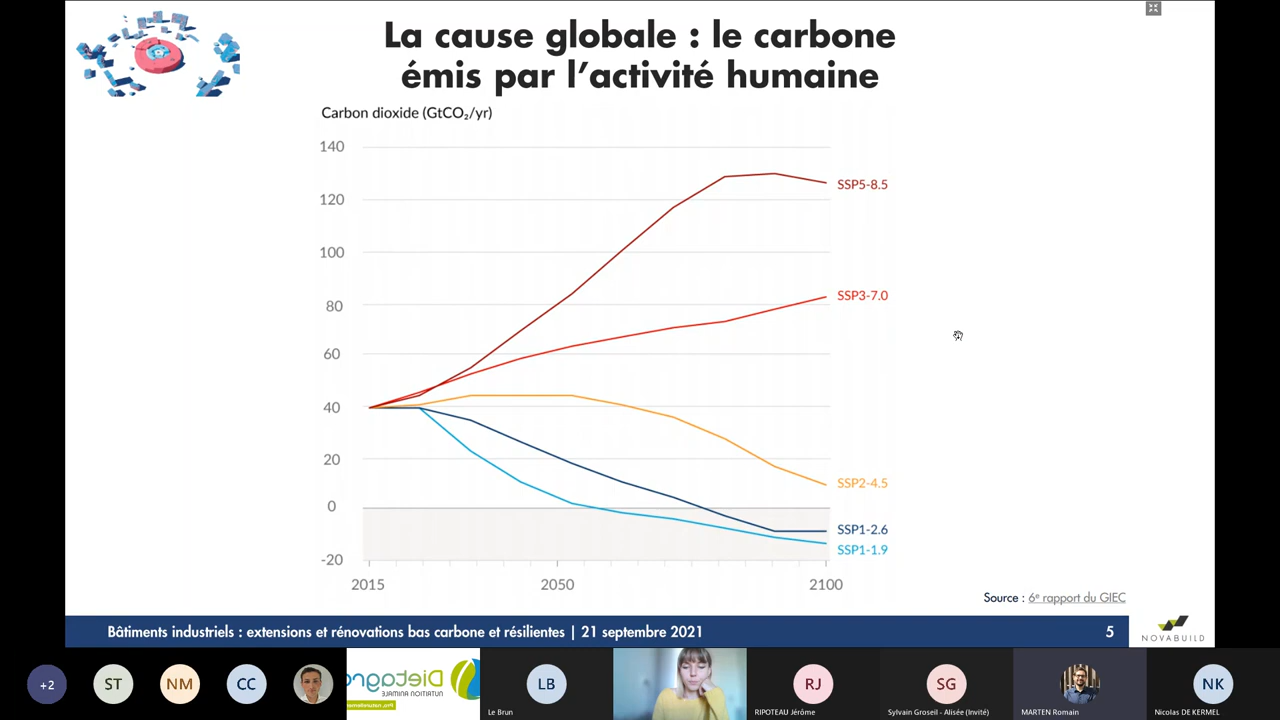 La cause globale : le carbone
émis par l'activité humaine
Carbon dioxide (GtCO₂/yr)
140
120
100
80
60
40
20
0
-20
2015
2050
2100
SSP5-8.5
SSP3-7.0
SSP2-4.5
SSP1-2.6
SSP1-1.9
Source : 6ᵉ rapport du GIEC
Bâtiments industriels : extensions et rénovations bas carbone et résilientes | 21 septembre 2021
5
NOVABUILD
+2
ST
NM
CC
Dietagro
NUTRITION ANIMALE
LB
Le Brun
RJ
RIPOTEAU Jérôme
SG
Sylvain Groseil - Alisée (Invité)
MARTEN Romain
NK
Nicolas DE KERMEL